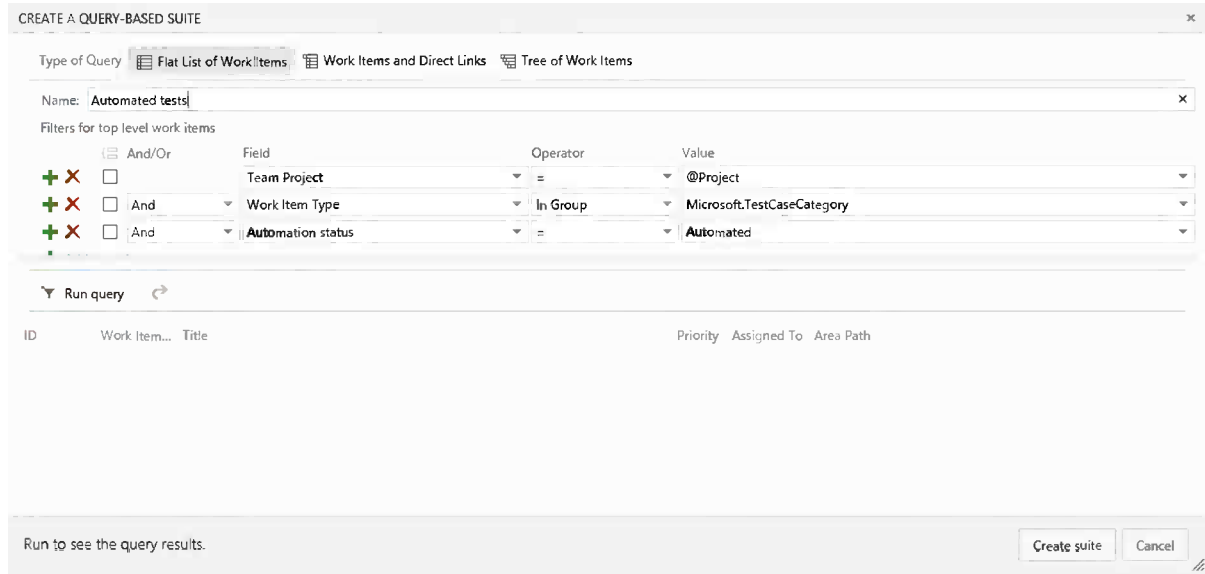 CREATE A QUERY-BASED SUITE
Type of Query Flat List of Work Items Work Items and Direct Links Tree of Work Items
Name: Automated tests
Filters for top level work items
And/Or Field Operator Value
Team Project = @Project
And Work Item Type In Group Microsoft.TestCaseCategory
And Automation status = Automated
Run query
ID Work Item... Title Priority Assigned To Area Path
Run to see the query results. Create suite Cancel